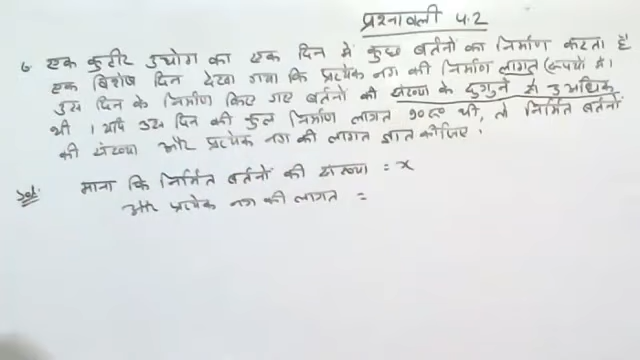 प्रश्नावली 4.2
6. एक कुटीर उद्योग का एक दिन में कुछ बर्तनों का निर्माण करता है
एक विशेष दिन देखा गया कि प्रत्येक नग की निर्माण लागत (रूपयों में)
उस दिन के निर्माण किए गए बर्तनों की संख्या के दुगुने से 3 अधिक
थी । यदि उस दिन की कुल निर्माण लागत ₹0 थी, तो निर्मित बर्तनों
की संख्या और प्रत्येक नग की लागत ज्ञात कीजिए ।
Sol. माना कि निर्मित बर्तनों की संख्या = x
और प्रत्येक नग की लागत =